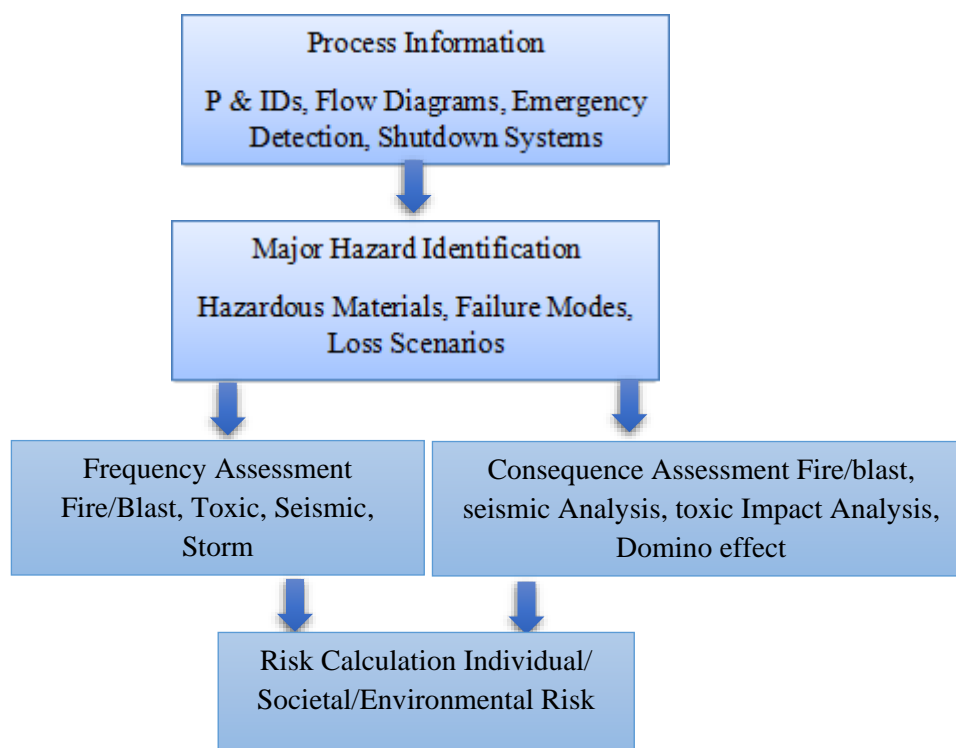 Process Information
P & IDs, Flow Diagrams, Emergency
Detection, Shutdown Systems
Major Hazard Identification
Hazardous Materials, Failure Modes,
Loss Scenarios
Frequency Assessment
Fire/Blast, Toxic, Seismic,
Storm
Consequence Assessment Fire/blast,
seismic Analysis, toxic Impact Analysis,
Domino effect
Risk Calculation Individual/
Societal/Environmental Risk